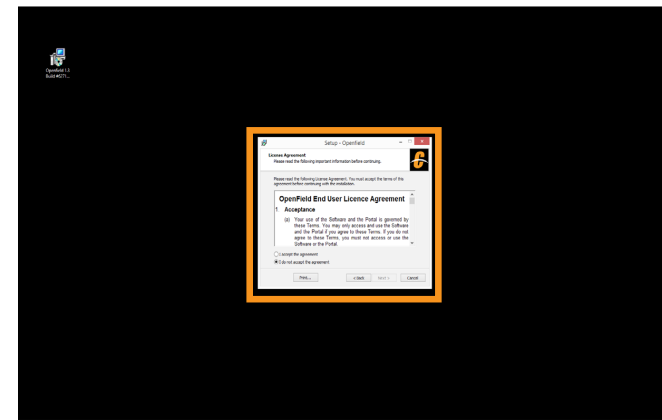 Openfield 1.3
Build #671...
Setup - Openfield
License Agreement
Please read the following important information before continuing.
Please read the following License Agreement. You must accept the terms of this
agreement before continuing with the installation.
OpenField End User Licence Agreement
1 Acceptance
(a) Your use of the Software and the Portal is governed by
these Terms. You may only access and use the Software
and the Portal if you agree to these Terms. If you do not
agree to these Terms, you must not access or use the
Software or the Portal.
I accept the agreement
I do not accept the agreement
Print...
< Back
Next >
Cancel